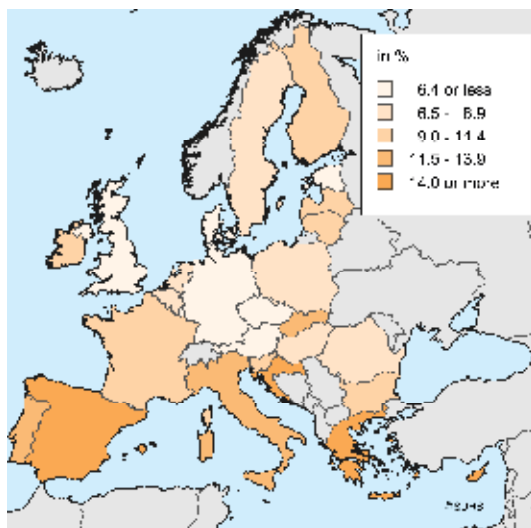 in %
6.4 or less
6.5 - 8.9
9.0 - 11.4
11.5 - 13.9
14.0 or more